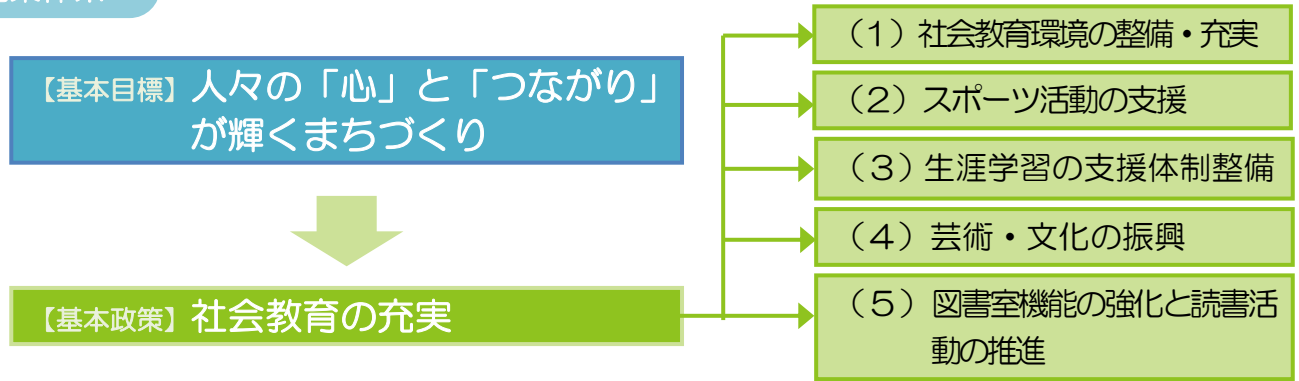 【基本目標】人々の「心」と「つながり」
が輝くまちづくり
【基本政策】社会教育の充実
（１）社会教育環境の整備・充実
（２）スポーツ活動の支援
（３）生涯学習の支援体制整備
（４）芸術・文化の振興
（５）図書室機能の強化と読書活
動の推進